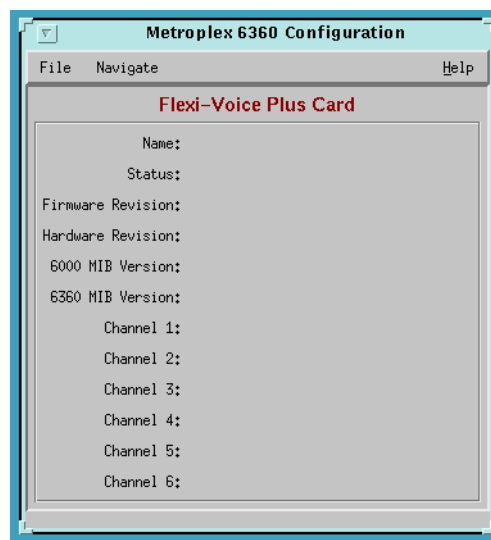 Metroplex 6360 Configuration
File Navigate Help
Flexi-Voice Plus Card
Name:
Status:
Firmware Revision:
Hardware Revision:
6000 MIB Version:
6360 MIB Version:
Channel 1:
Channel 2:
Channel 3:
Channel 4:
Channel 5:
Channel 6: